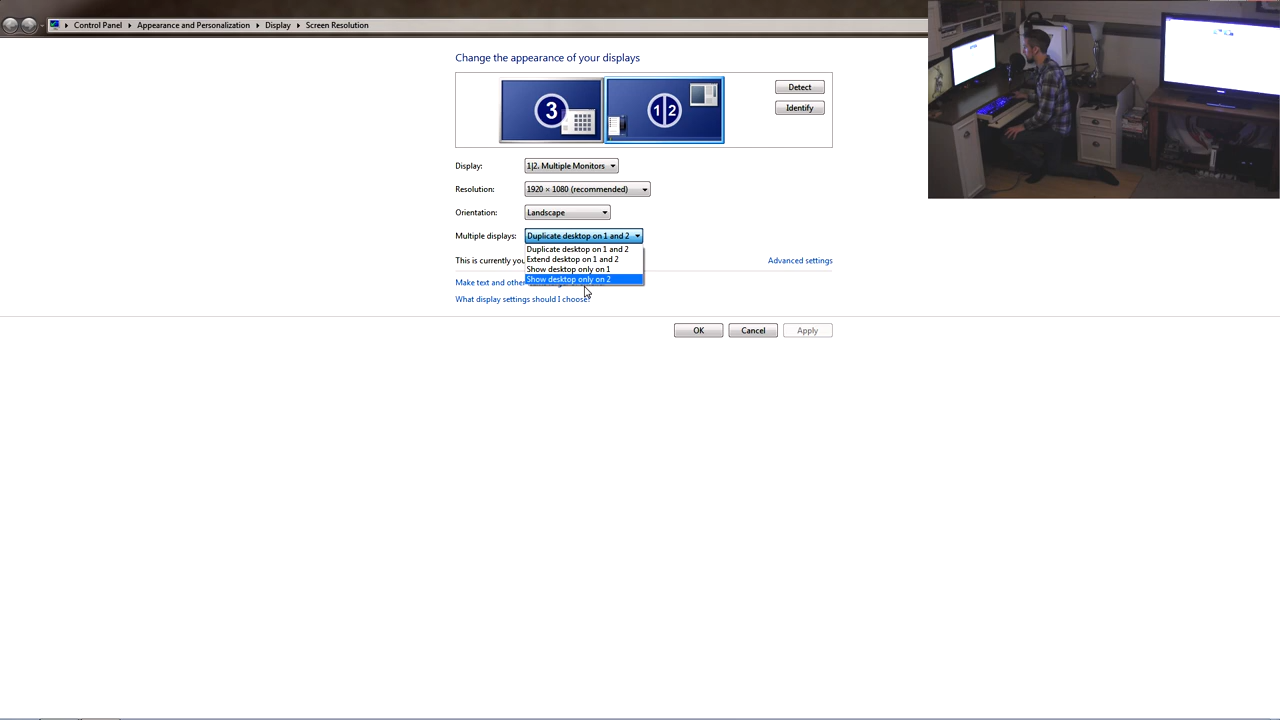 Control Panel Appearance and Personalization Display Screen Resolution
Change the appearance of your displays
3
1 2
Detect
Identify
Display: 1|2. Multiple Monitors
Resolution: 1920 × 1080 (recommended)
Orientation: Landscape
Multiple displays: Duplicate desktop on 1 and 2
Duplicate desktop on 1 and 2
Extend desktop on 1 and 2
Show desktop only on 1
Show desktop only on 2
This is currently you
Advanced settings
Make text and other
What display settings should I choose?
OK Cancel Apply